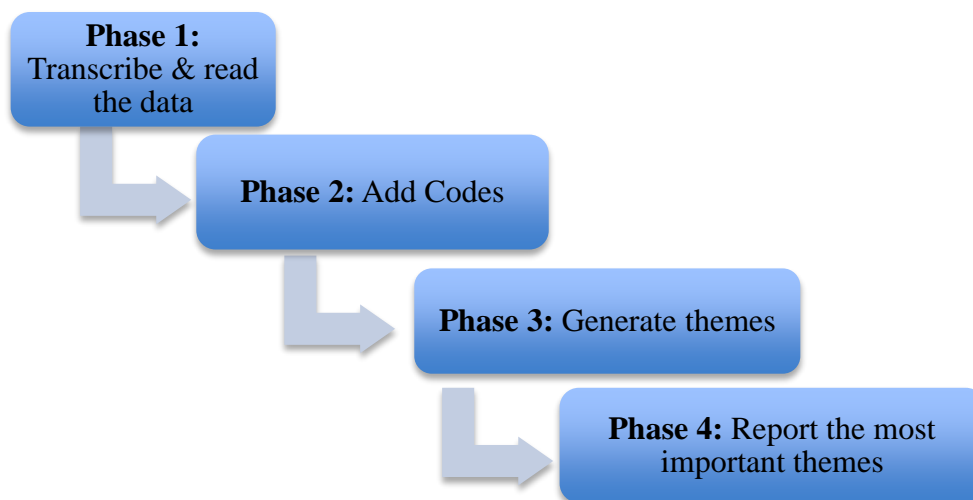 Phase 1:
Transcribe & read
the data
Phase 2: Add Codes
Phase 3: Generate themes
Phase 4: Report the most
important themes